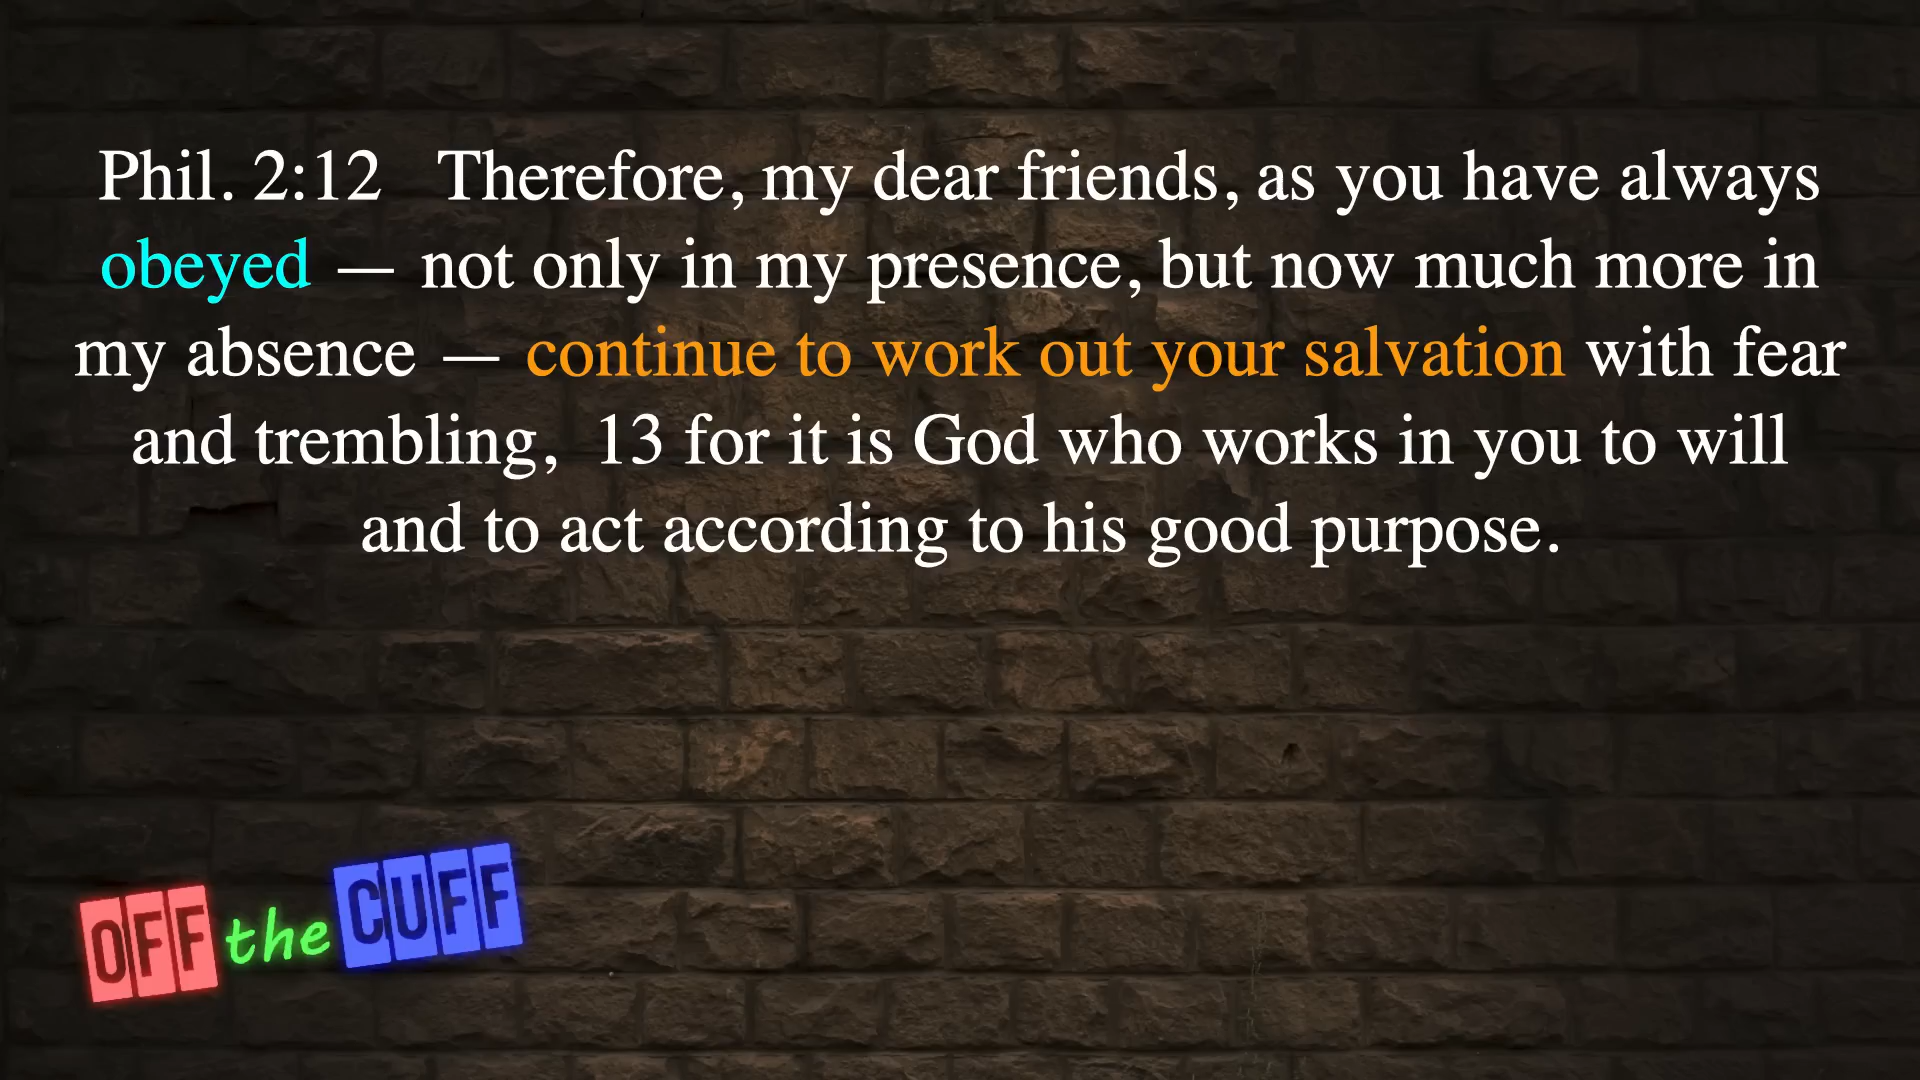 Phil. 2:12   Therefore, my dear friends, as you have always
obeyed — not only in my presence, but now much more in
my absence — continue to work out your salvation with fear
and trembling,  13 for it is God who works in you to will
and to act according to his good purpose.
OFF the CUFF